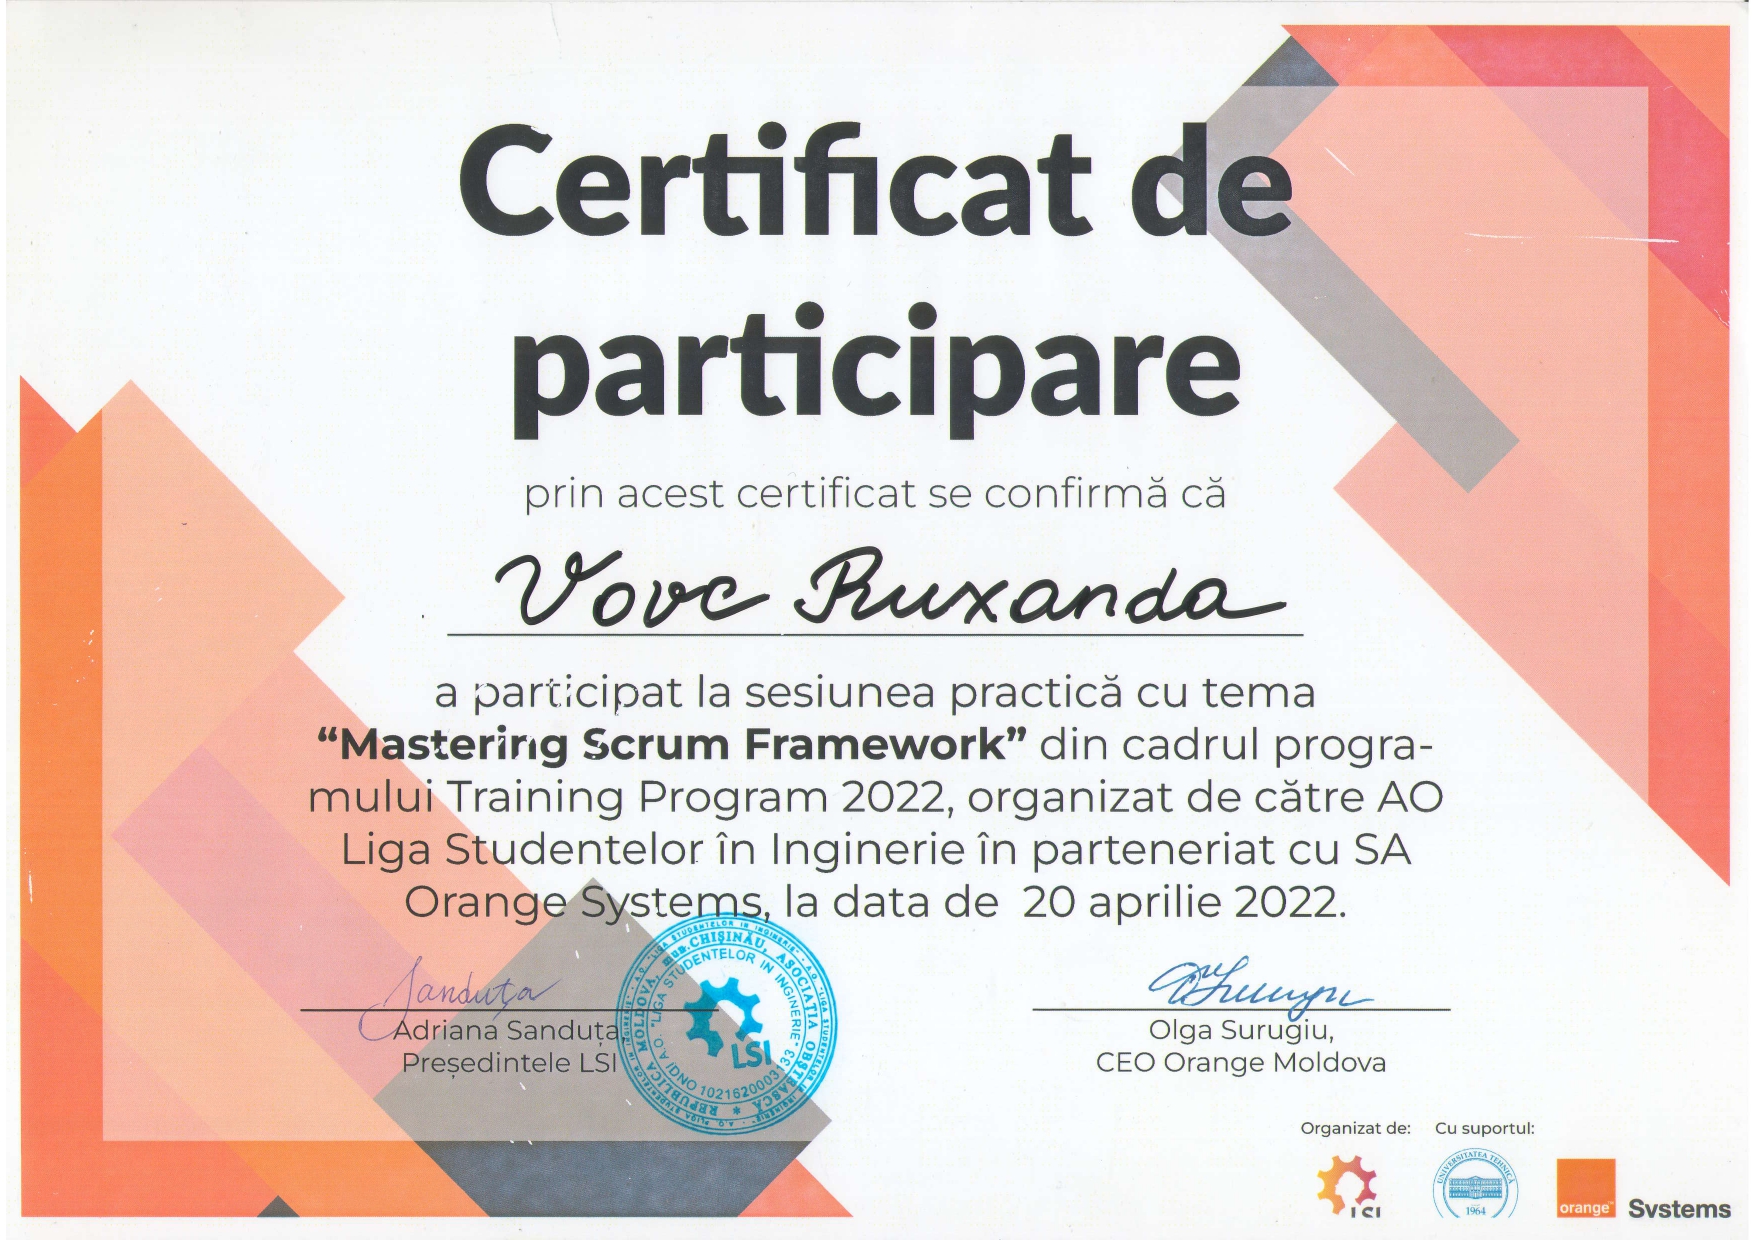 Certificat de
participare
prin acest certificat se confirmă că
Vovc Ruxanda
a participat la sesiunea practică cu tema
“Mastering Scrum Framework” din cadrul progra-
mului Training Program 2022, organizat de către AO
Liga Studentelor în Inginerie în parteneriat cu SA
Orange Systems, la data de 20 aprilie 2022.
Sanduța
Adriana Sanduța,
Președintele LSI
REPUBLICA MOLDOVA, mun. CHIȘINĂU, ASOCIAȚIA OBȘTEASCĂ
A.O. "LIGA STUDENTELOR IN INGINERIE"
IDNO 1021620003133
LSI
Olga Surugiu,
CEO Orange Moldova
Organizat de:
Cu suportul:
LSI
UNIVERSITATEA TEHNICĂ
1964
orange™
Systems